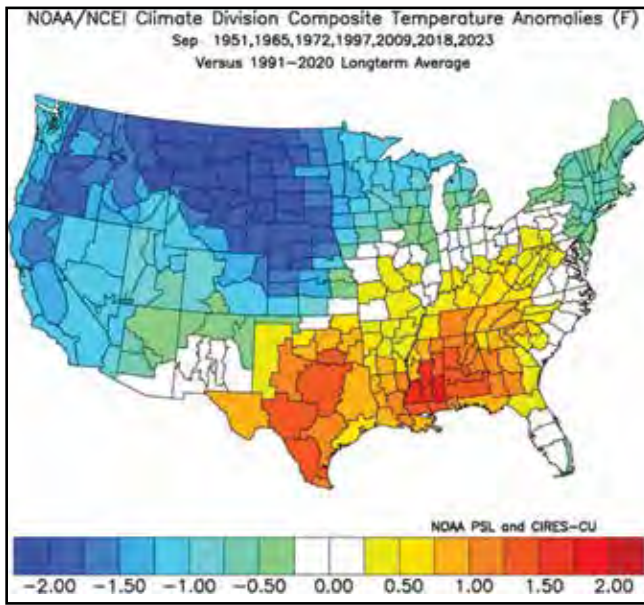 NOAA/NCEI Climate Division Composite Temperature Anomalies (F)
Sep 1951,1965,1972,1997,2009,2018,2023
Versus 1991−2020 Longterm Average
NOAA PSL and CIRES−CU
−2.00 −1.50 −1.00 −0.50 0.00 0.50 1.00 1.50 2.00